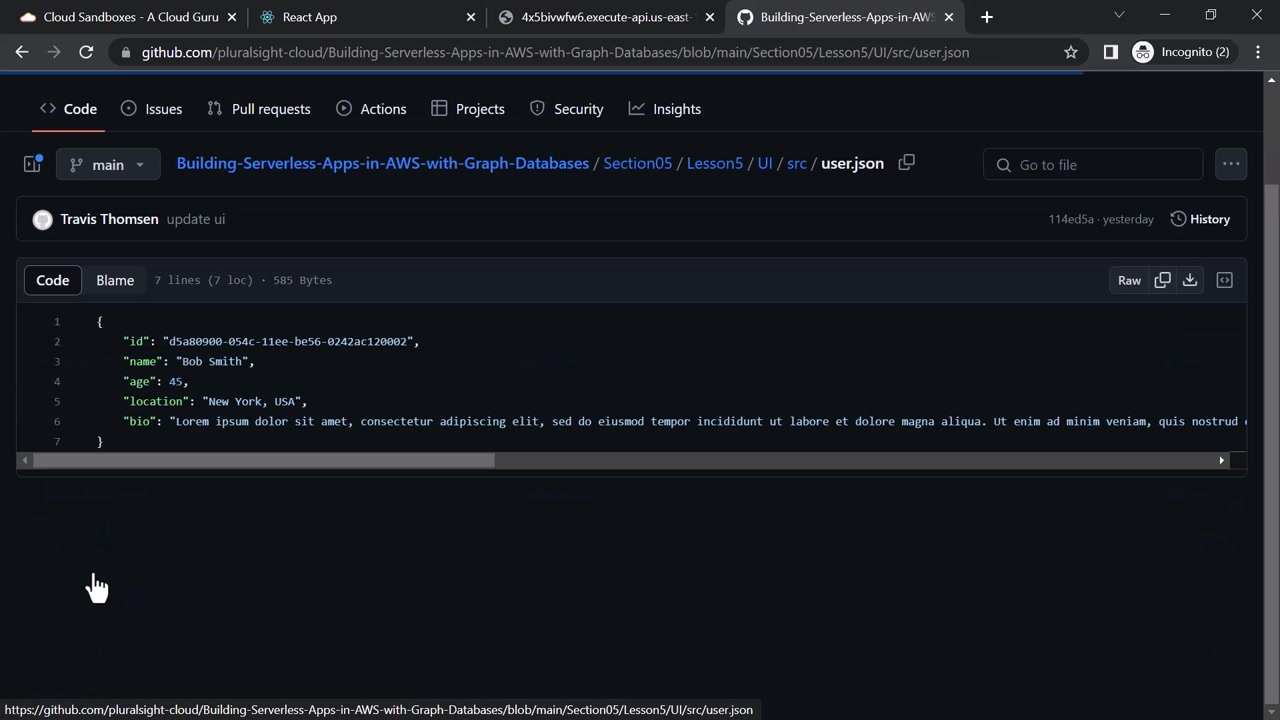 Cloud Sandboxes - A Cloud Guru
React App
4x5bivwfw6.execute-api.us-east-
Building-Serverless-Apps-in-AWS
github.com/pluralsight-cloud/Building-Serverless-Apps-in-AWS-with-Graph-Databases/blob/main/Section05/Lesson5/UI/src/user.json
Incognito (2)
Code Issues Pull requests Actions Projects Security Insights
main Building-Serverless-Apps-in-AWS-with-Graph-Databases / Section05 / Lesson5 / UI / src / user.json Go to file
Travis Thomsen update ui 114ed5a · yesterday History
Code Blame 7 lines (7 loc) · 585 Bytes Raw
1 {
2 "id": "d5a80900-054c-11ee-be56-0242ac120002",
3 "name": "Bob Smith",
4 "age": 45,
5 "location": "New York, USA",
6 "bio": "Lorem ipsum dolor sit amet, consectetur adipiscing elit, sed do eiusmod tempor incididunt ut labore et dolore magna aliqua. Ut enim ad minim veniam, quis nostrud
7 }
https://github.com/pluralsight-cloud/Building-Serverless-Apps-in-AWS-with-Graph-Databases/blob/main/Section05/Lesson5/UI/src/user.json